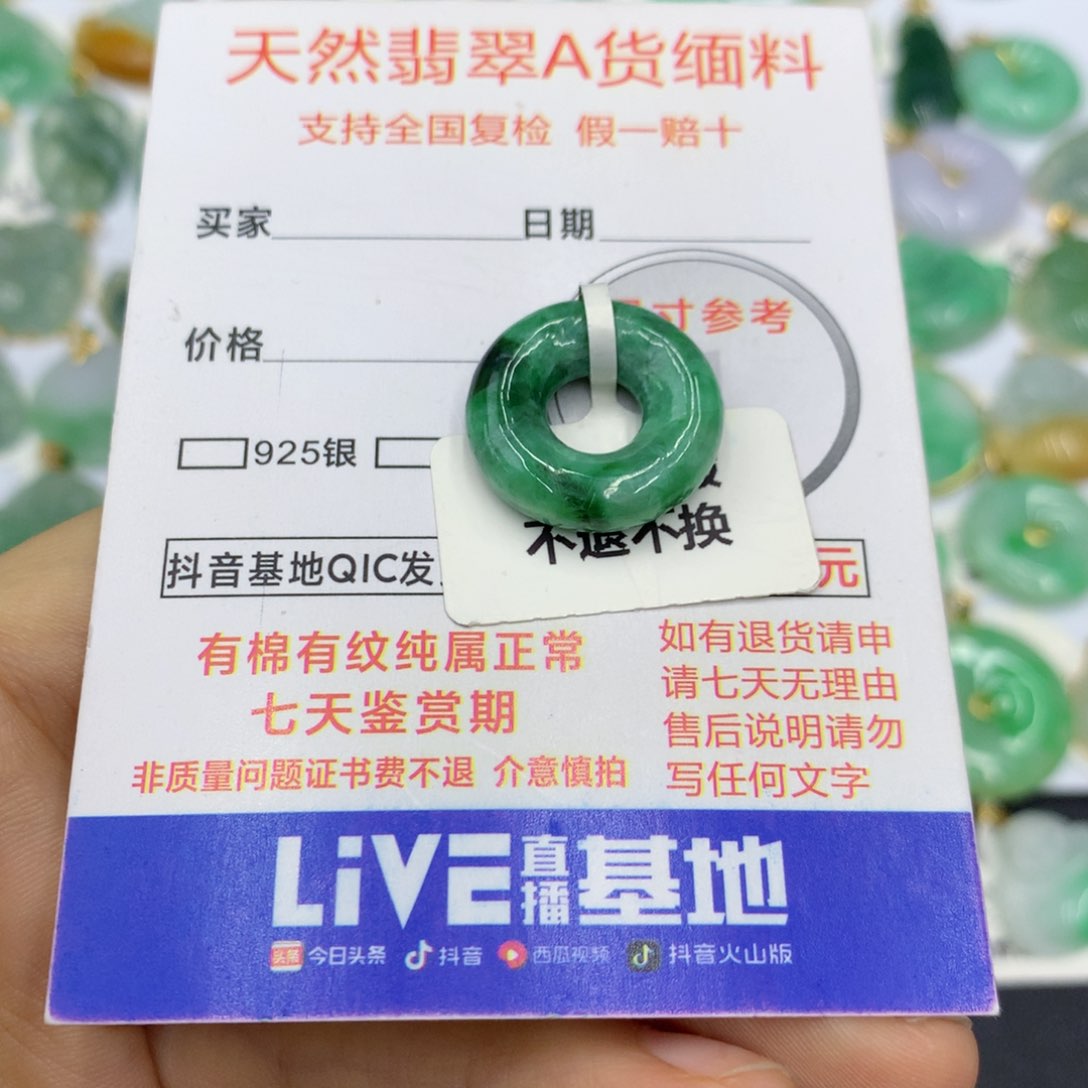 天然翡翠A货缅料
支持全国复检 假一赔十
买家 日期
寸参考
价格
925银
不退不换
抖音基地QIC发
元
有棉有纹纯属正常
七天鉴赏期
非质量问题证书费不退 介意慎拍
如有退货请申
请七天无理由
售后说明请勿
写任何文字
LiVE直播基地
头条 今日头条 抖音 西瓜视频 抖音火山版